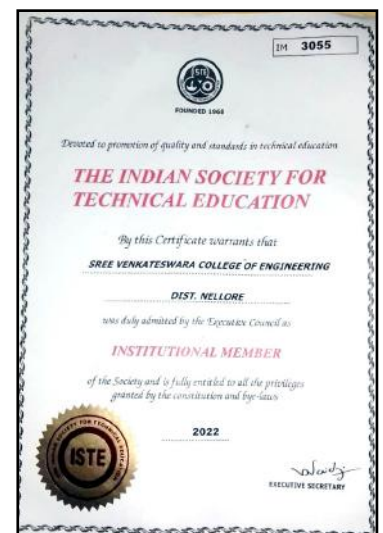 IM 3055
ISTE
FOUNDED 1968
Devoted to promotion of quality and standards in technical education
THE INDIAN SOCIETY FOR
TECHNICAL EDUCATION
By this Certificate warrants that
SREE VENKATESWARA COLLEGE OF ENGINEERING
DIST. NELLORE
was duly admitted by the Executive Council as
INSTITUTIONAL MEMBER
of the Society and is fully entitled to all the privileges
granted by the constitution and bye-laws
2022
ISTE
EXECUTIVE SECRETARY